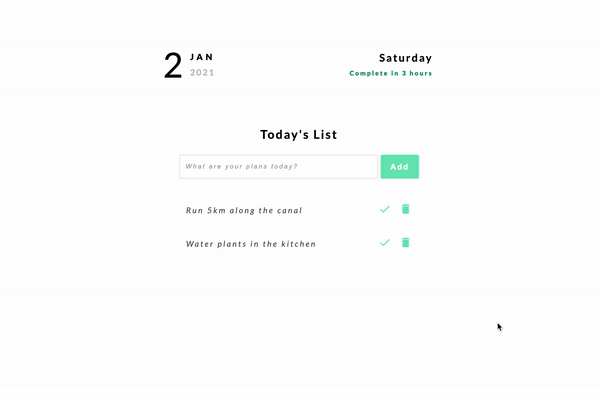 2 JAN
2021
Saturday
Complete in 3 hours
Today's List
What are your plans today?
Add
Run 5km along the canal
Water plants in the kitchen